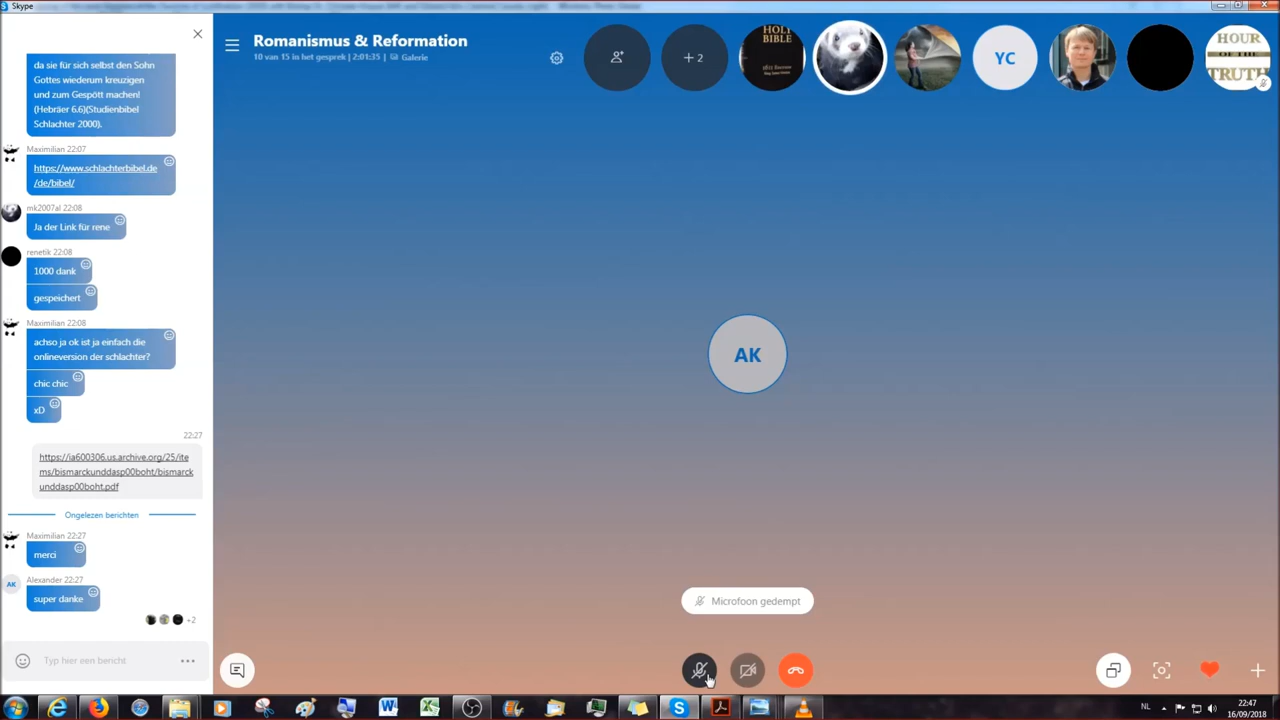 Skype
Romanismus & Reformation
10 van 15 in het gesprek | 2:01:35 | Galerie
+ 2
HOLY
BIBLE
YC
HOUR
OF THE
TRUTH
da sie für sich selbst den Sohn
Gottes wiederum kreuzigen
und zum Gespött machen!
(Hebräer 6.6)(Studienbibel
Schlachter 2000).
Maximilian 22:07
https://www.schlachterbibel.de
/de/bibel/
mk2007al 22:08
Ja der Link für rene
renetik 22:08
1000 dank
gespeichert
Maximilian 22:08
achso ja ok ist ja einfach die
onlineversion der schlachter?
chic chic
xD
22:27
https://ia600306.us.archive.org/25/ite
ms/bismarckunddasp00boht/bismarck
unddasp00boht.pdf
Ongelezen berichten
Maximilian 22:27
merci
AK
Alexander 22:27
super danke
+2
Typ hier een bericht
AK
Microfoon gedempt
NL
22:47
16/09/2018